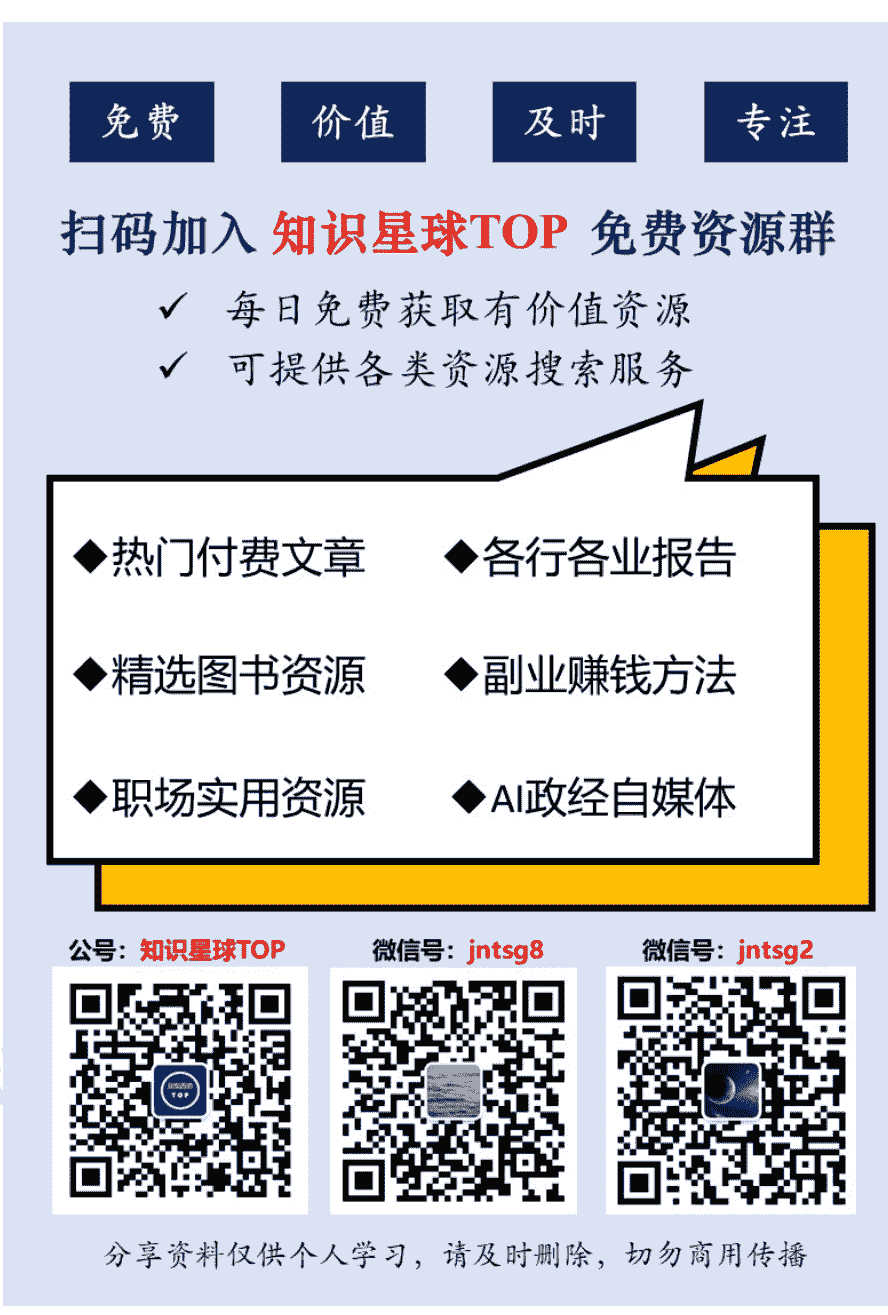 免费 价值 及时 专注
扫码加入 知识星球TOP 免费资源群
✓ 每日免费获取有价值资源
✓ 可提供各类资源搜索服务
◆热门付费文章 ◆各行各业报告
◆精选图书资源 ◆副业赚钱方法
◆职场实用资源 ◆AI政经自媒体
公号：知识星球TOP 微信号：jntsg8 微信号：jntsg2
知识星球
TOP
分享资料仅供个人学习，请及时删除，切勿商用传播